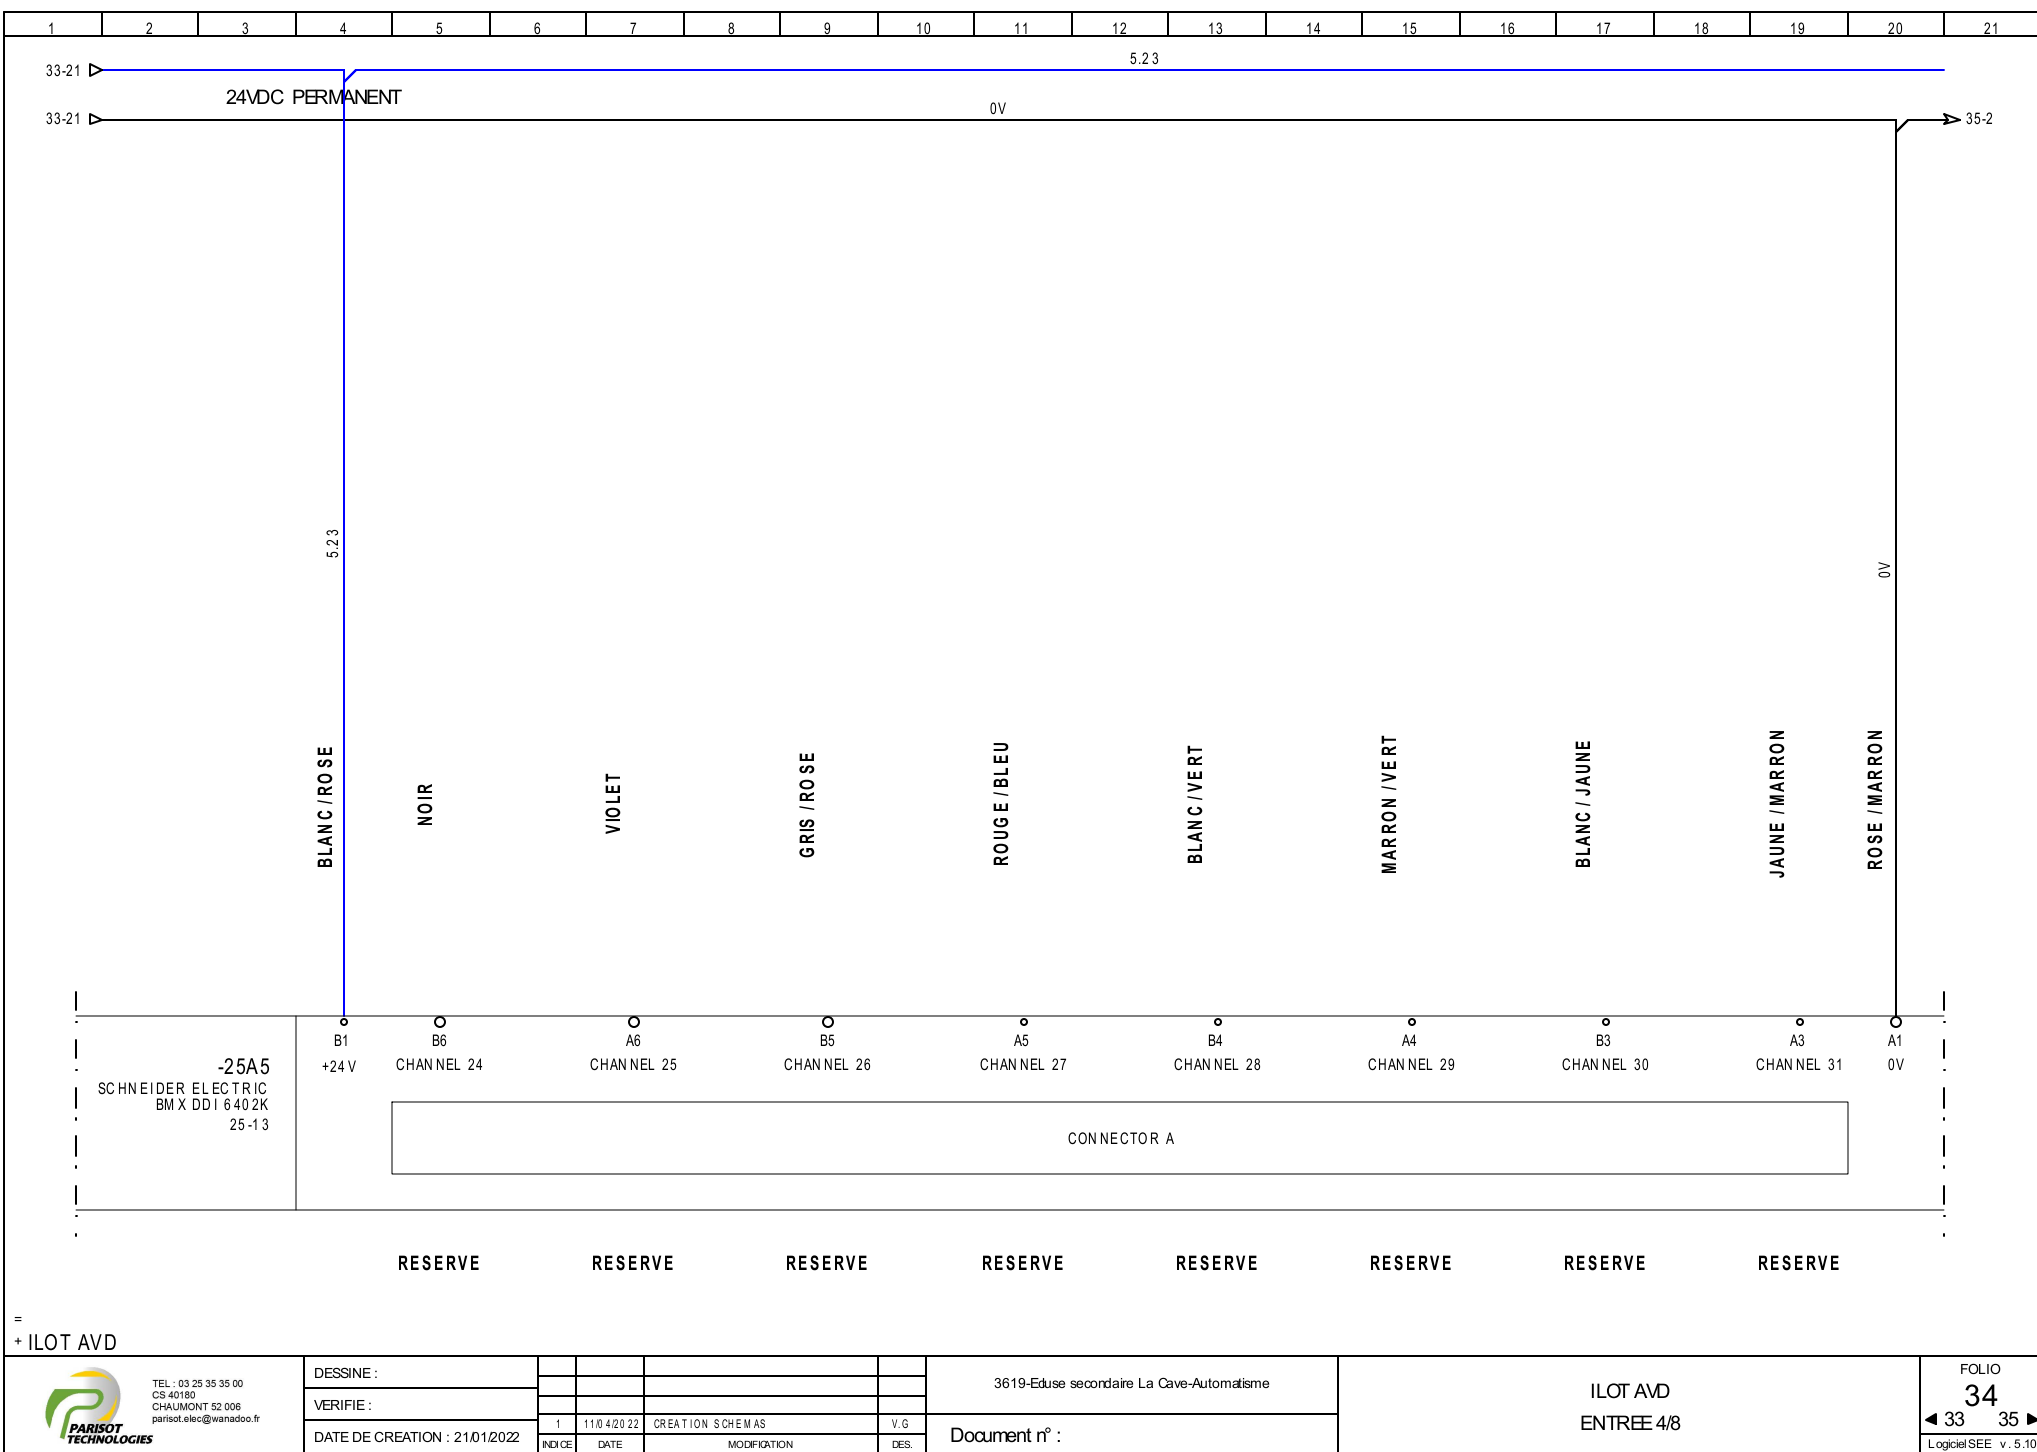 1 2 3 4 5 6 7 8 9 10 11 12 13 14 15 16 17 18 19 20 21
33-21 5.23
24VDC PERMANENT
33-21 0V 35-2
5.23
0V
BLANC / ROSE
NOIR
VIOLET
GRIS / ROSE
ROUGE / BLEU
BLANC / VERT
MARRON / VERT
BLANC / JAUNE
JAUNE / MARRON
ROSE / MARRON
B1 B6 A6 B5 A5 B4 A4 B3 A3 A1
+24V CHANNEL 24 CHANNEL 25 CHANNEL 26 CHANNEL 27 CHANNEL 28 CHANNEL 29 CHANNEL 30 CHANNEL 31 0V
-25A5
SCHNEIDER ELECTRIC
BMX DDI 6402K
25-13
CONNECTOR A
RESERVE RESERVE RESERVE RESERVE RESERVE RESERVE RESERVE RESERVE
=
+ ILOT AVD
PARISOT
TECHNOLOGIES
TEL : 03 25 35 35 00
CS 40180
CHAUMONT 52 006
parisot.elec@wanadoo.fr
DESSINE :
VERIFIE :
DATE DE CREATION : 21/01/2022
1 11/04/2022 CREATION SCHEMAS V.G
INDICE DATE MODIFICATION DES.
3619-Eduse secondaire La Cave-Automatisme
Document n° :
ILOT AVD
ENTREE 4/8
FOLIO
34
33 35
Logiciel SEE v.5.10